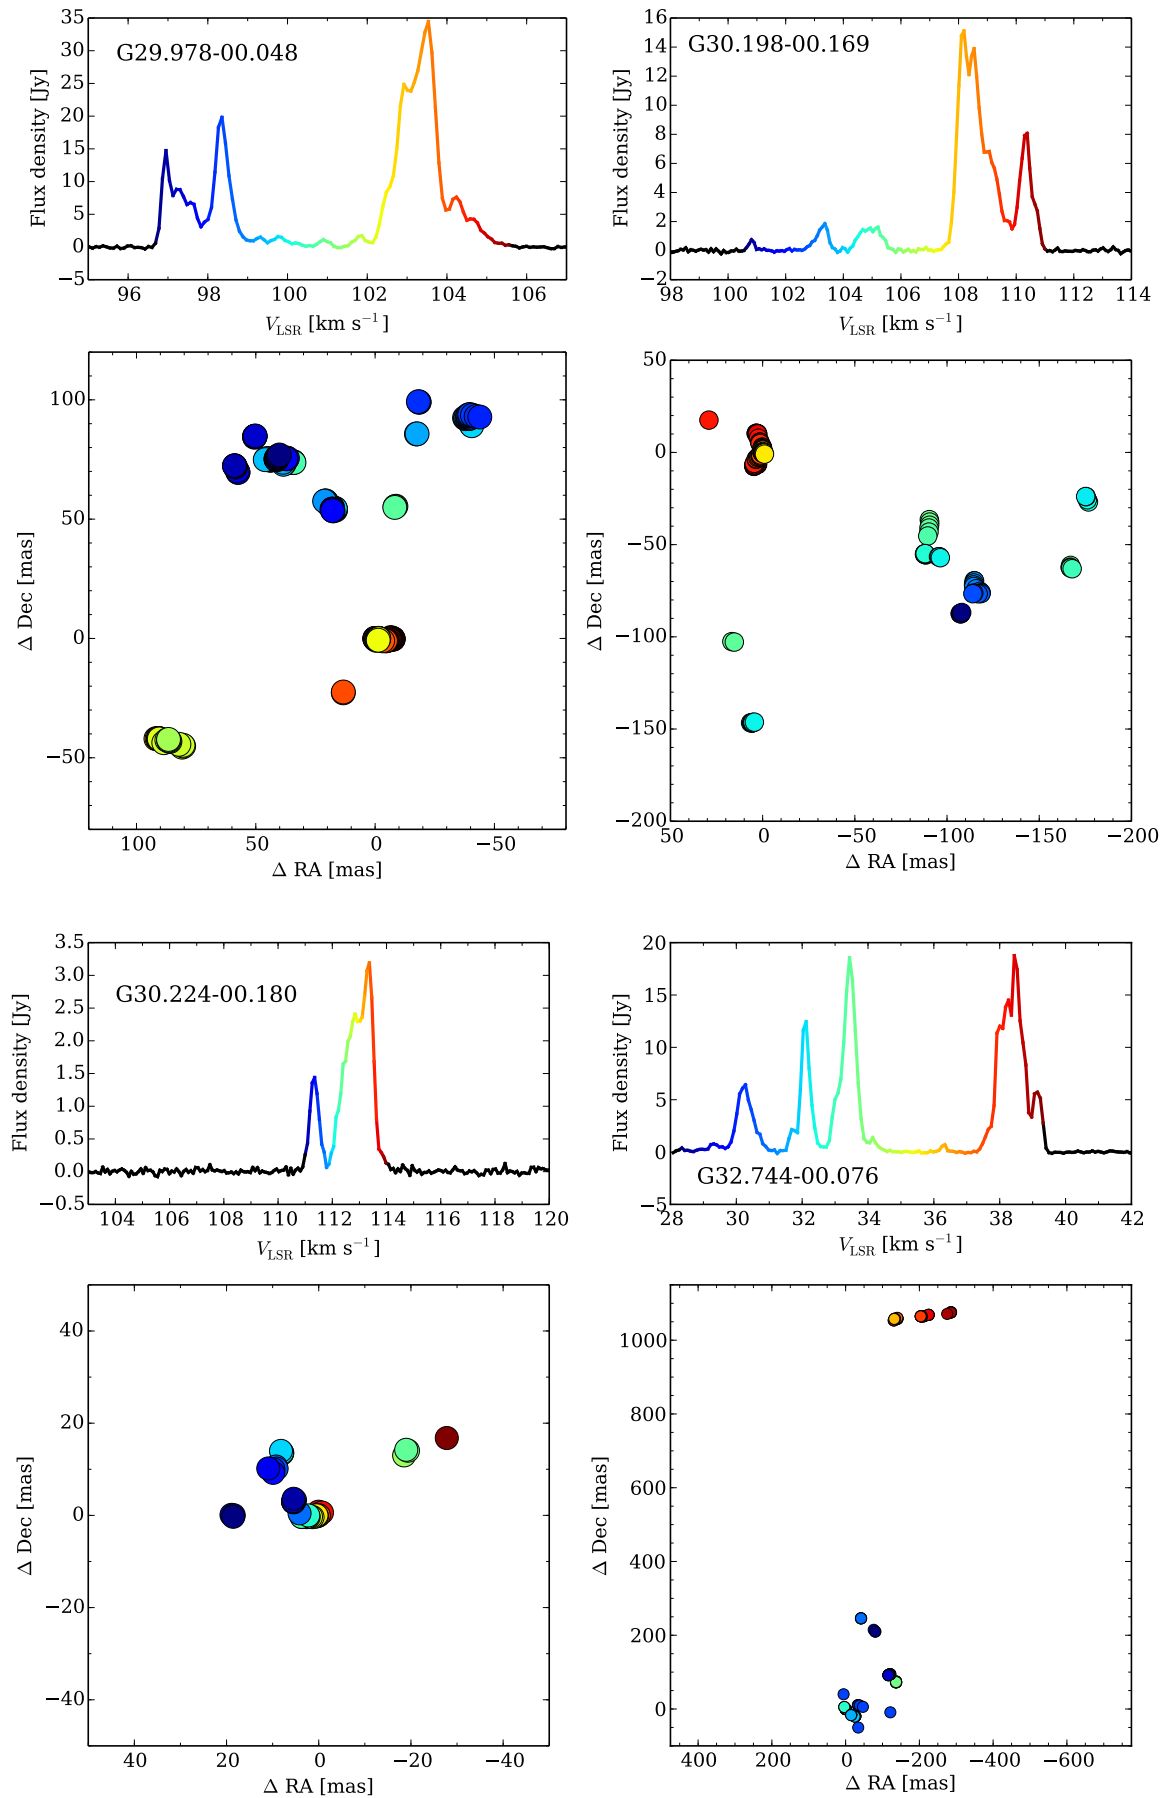 G29.978-00.048
Flux density [Jy]
35
30
25
20
15
10
5
0
−5
96 98 100 102 104 106
V_LSR [km s⁻¹]
G30.198-00.169
Flux density [Jy]
16
14
12
10
8
6
4
2
0
−2
98 100 102 104 106 108 110 112 114
V_LSR [km s⁻¹]
Δ Dec [mas]
100
50
0
−50
100 50 0 −50
Δ RA [mas]
Δ Dec [mas]
50
0
−50
−100
−150
−200
50 0 −50 −100 −150 −200
Δ RA [mas]
G30.224-00.180
Flux density [Jy]
3.5
3.0
2.5
2.0
1.5
1.0
0.5
0.0
−0.5
104 106 108 110 112 114 116 118 120
V_LSR [km s⁻¹]
G32.744-00.076
Flux density [Jy]
20
15
10
5
0
−5
28 30 32 34 36 38 40 42
V_LSR [km s⁻¹]
Δ Dec [mas]
40
20
0
−20
−40
40 20 0 −20 −40
Δ RA [mas]
Δ Dec [mas]
1000
800
600
400
200
0
400 200 0 −200 −400 −600
Δ RA [mas]